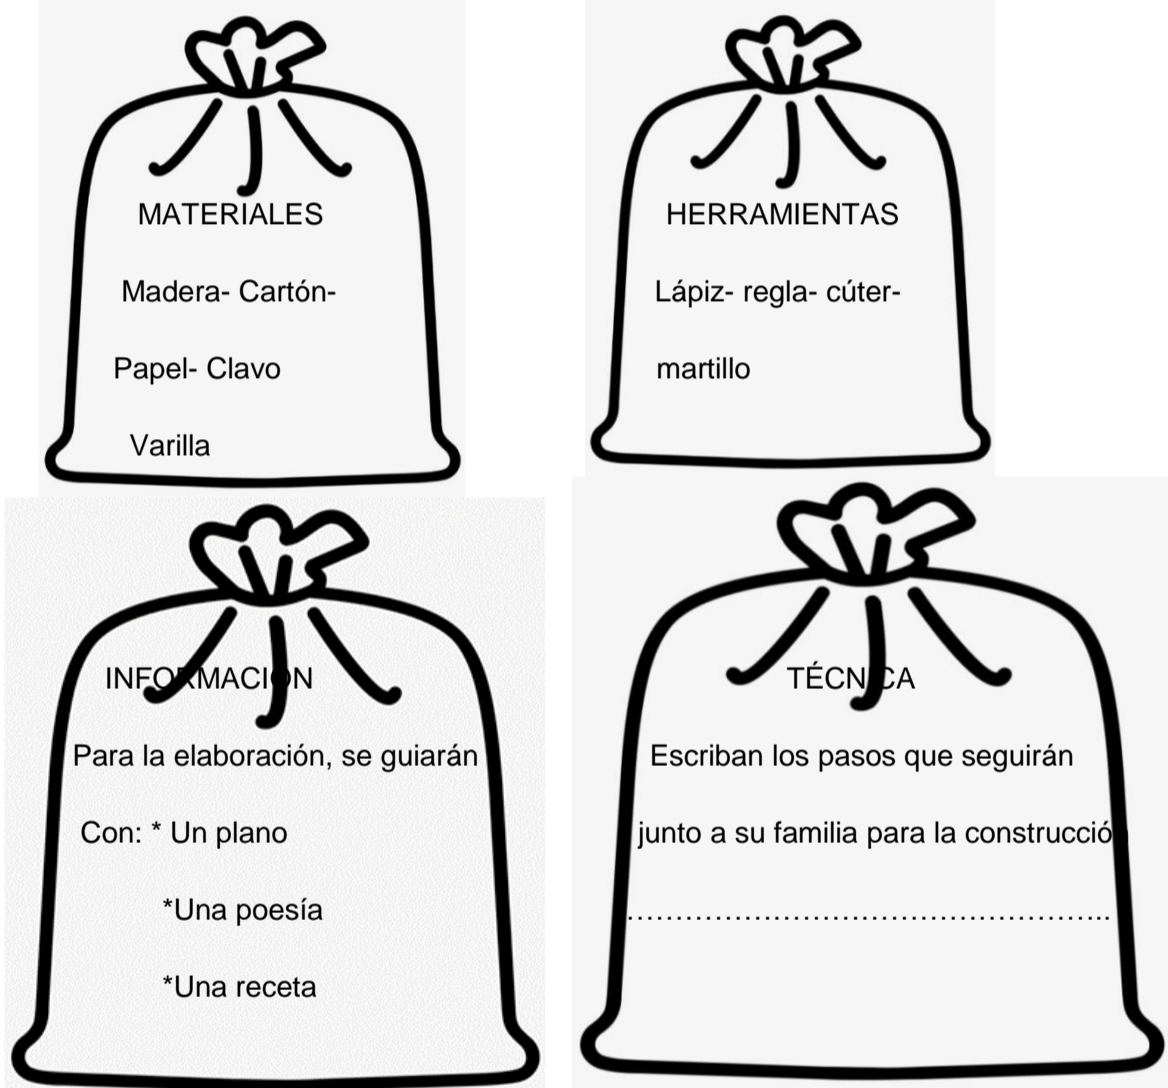 MATERIALES
Madera- Cartón-
Papel- Clavo
Varilla
HERRAMIENTAS
Lápiz- regla- cúter-
martillo
INFORMACIÓN
Para la elaboración, se guiarán
Con: * Un plano
*Una poesía
*Una receta
TÉCNICA
Escriban los pasos que seguirán
junto a su familia para la construcción
…………………………………………..